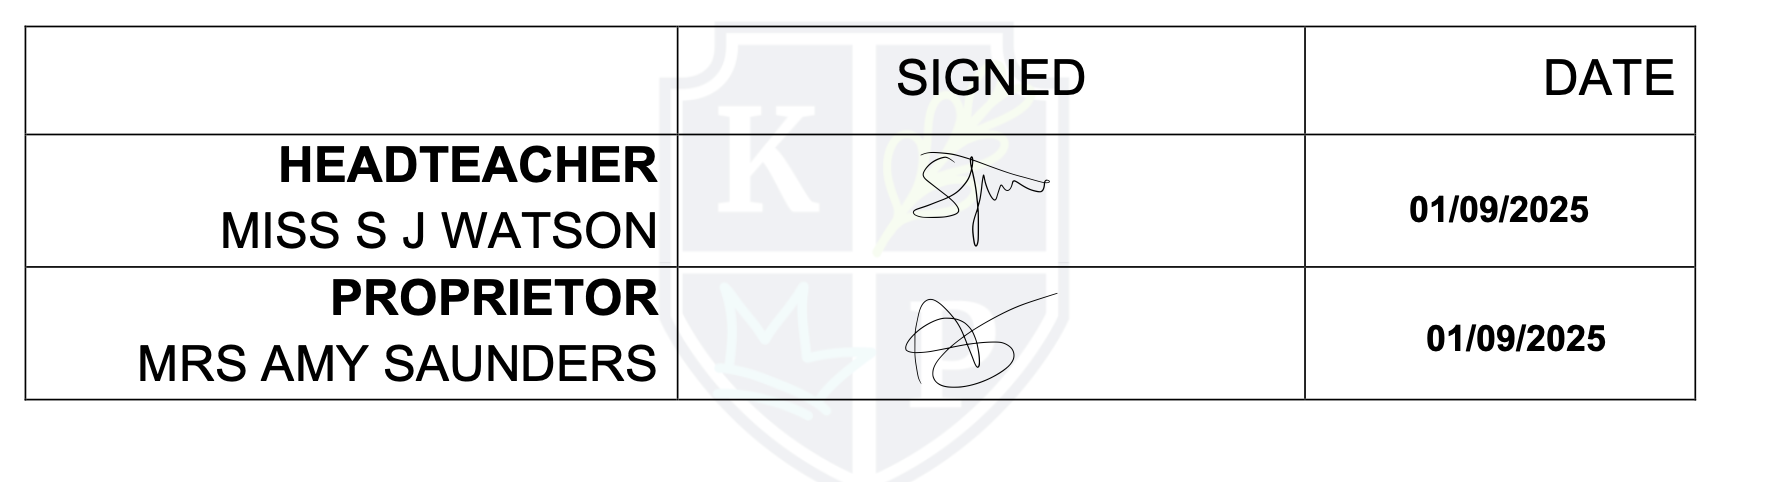 SIGNED DATE
HEADTEACHER
MISS S J WATSON
01/09/2025
PROPRIETOR
MRS AMY SAUNDERS
01/09/2025
K
P